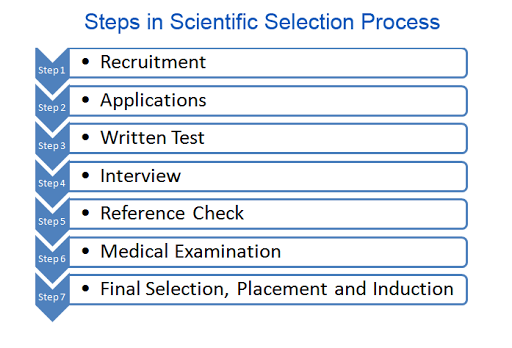 Steps in Scientific Selection Process
Step 1
• Recruitment
Step 2
• Applications
Step 3
• Written Test
Step 4
• Interview
Step 5
• Reference Check
Step 6
• Medical Examination
Step 7
• Final Selection, Placement and Induction